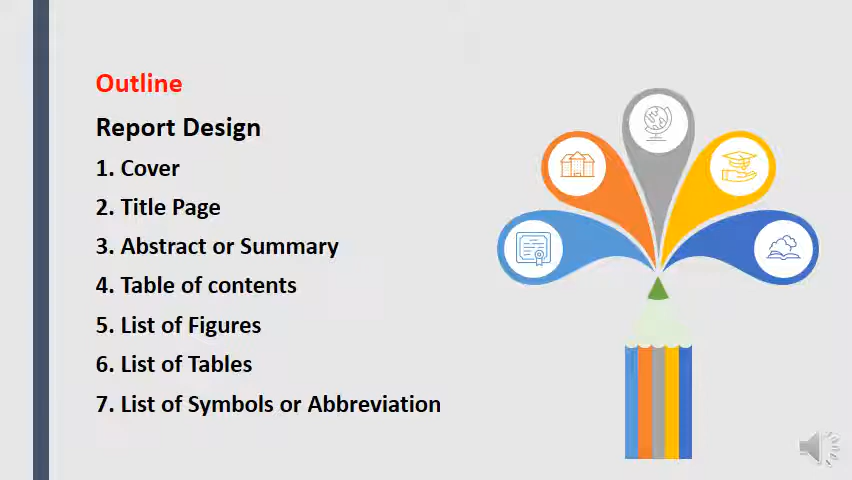 Outline
Report Design
1. Cover
2. Title Page
3. Abstract or Summary
4. Table of contents
5. List of Figures
6. List of Tables
7. List of Symbols or Abbreviation